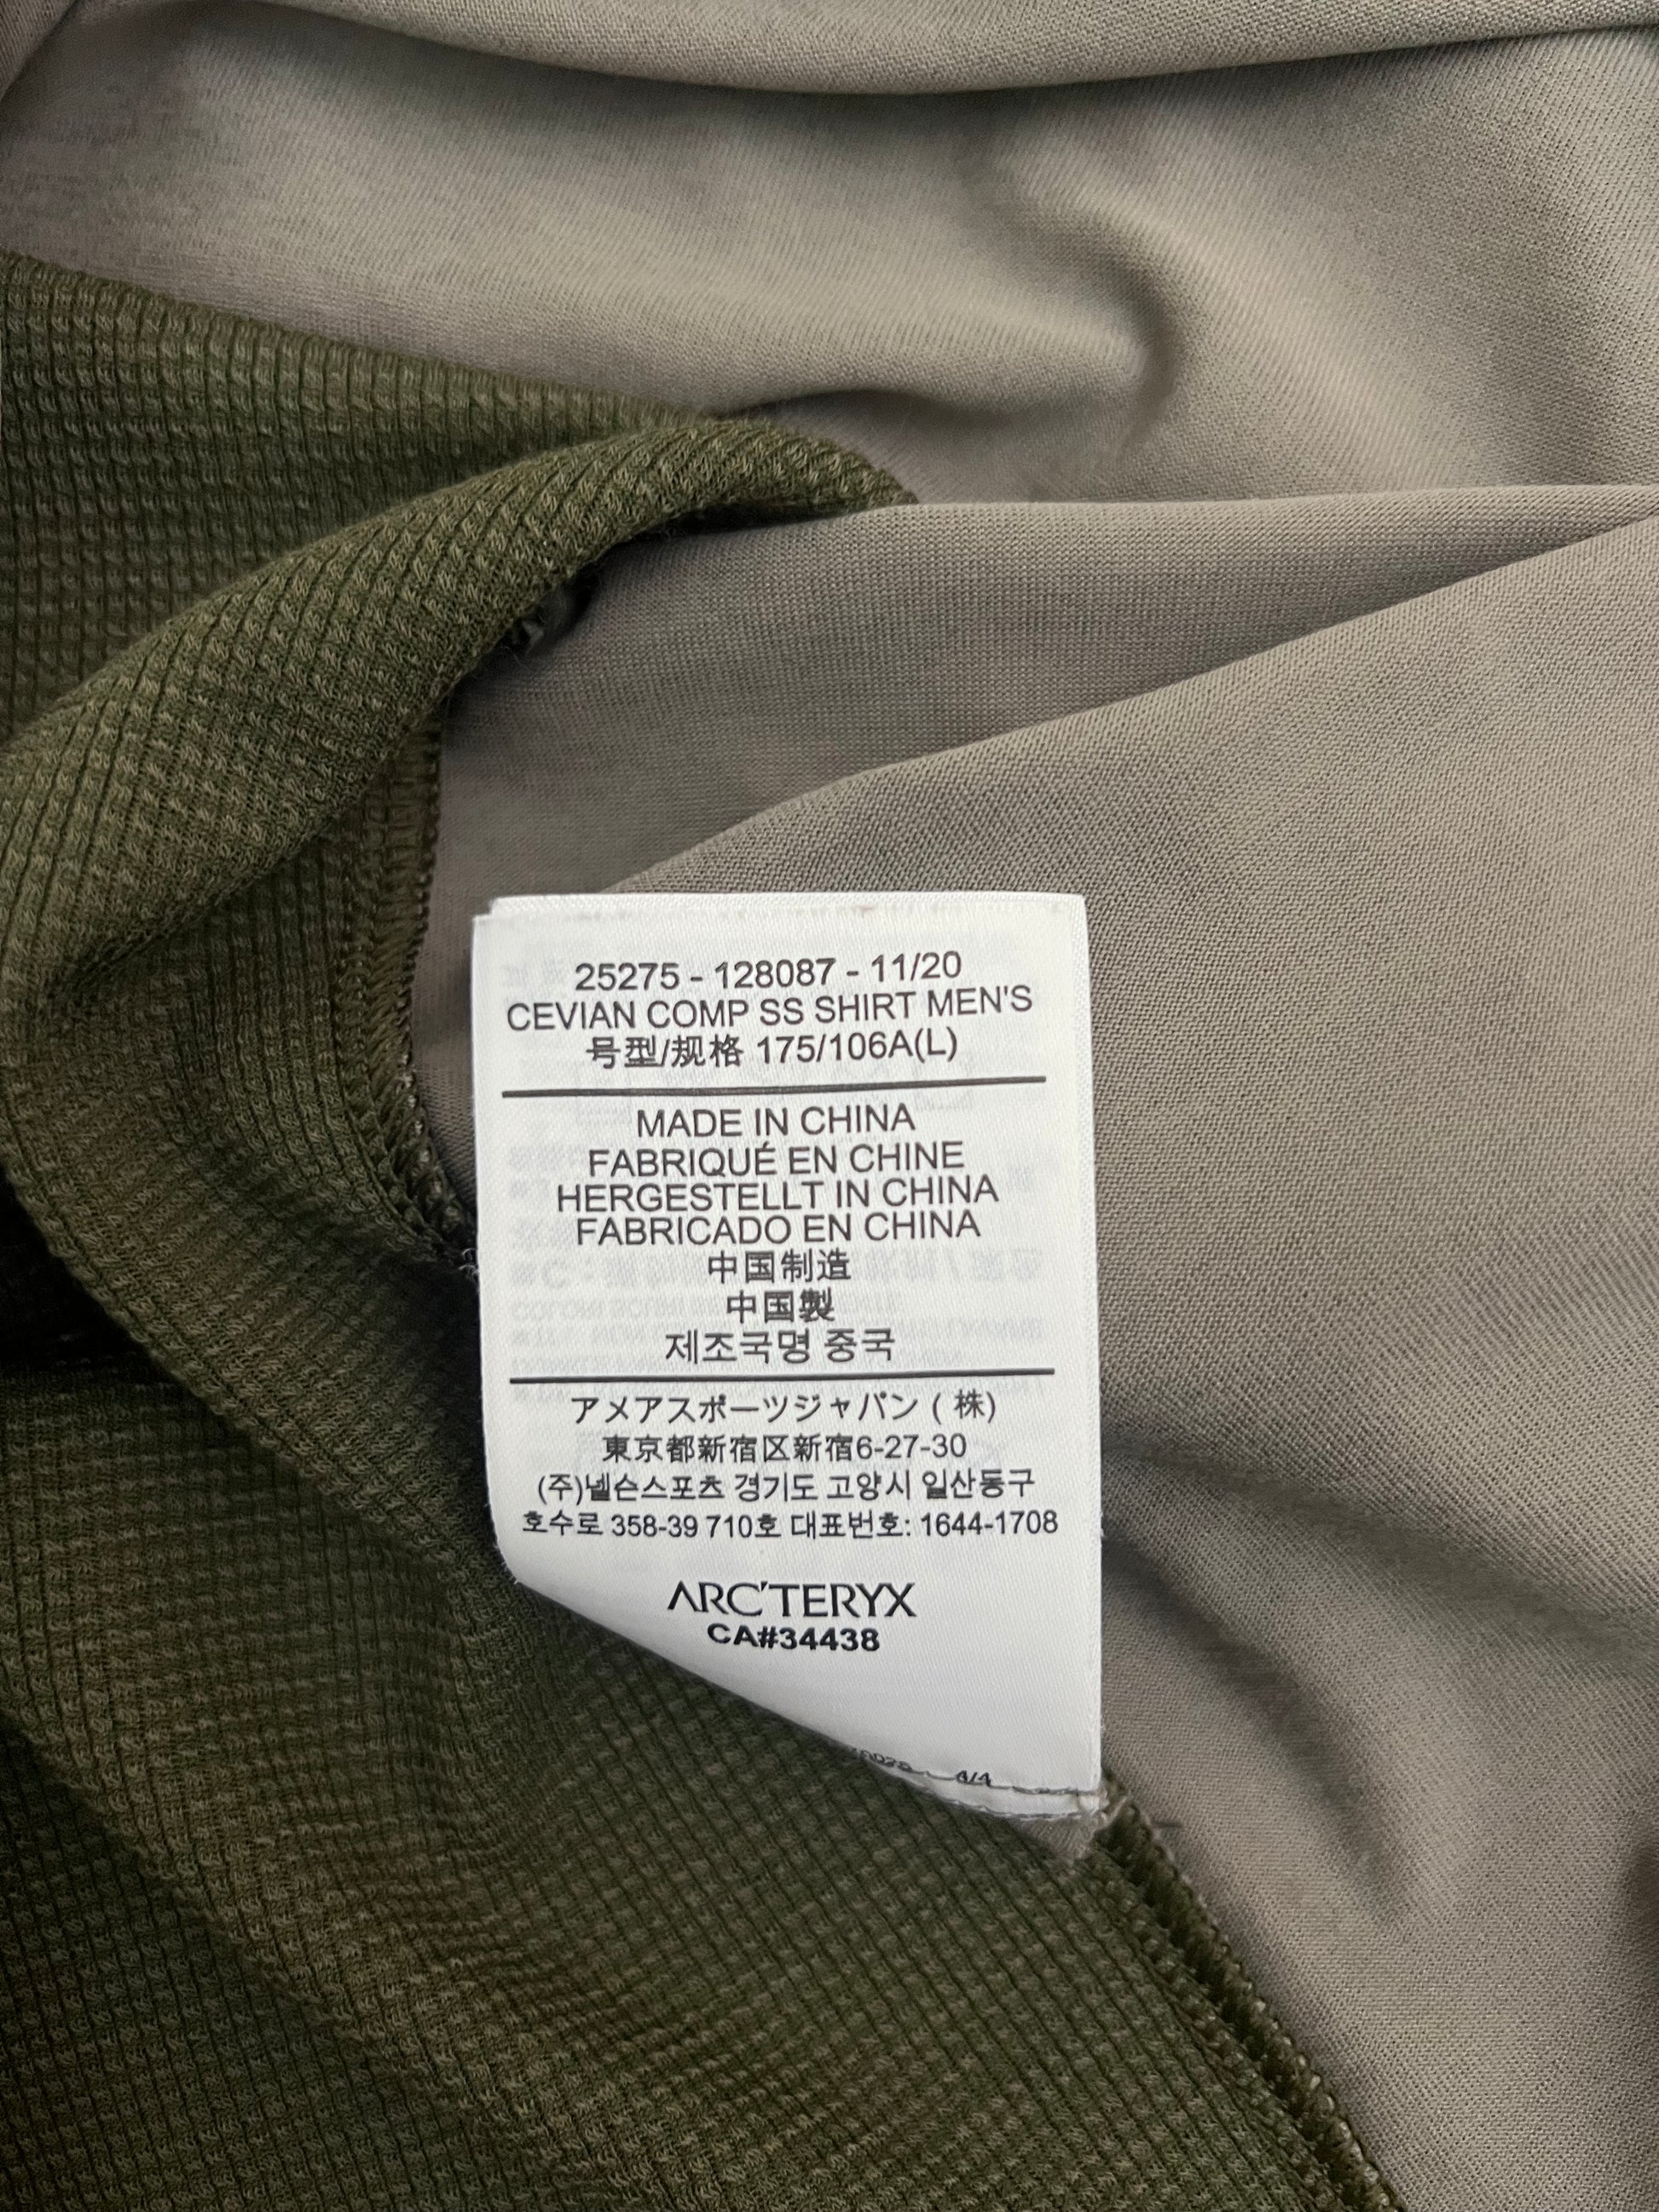 25275 - 128087 - 11/20
CEVIAN COMP SS SHIRT MEN'S
号型/规格 175/106A(L)
MADE IN CHINA
FABRIQUÉ EN CHINE
HERGESTELLT IN CHINA
FABRICADO EN CHINA
中国制造
中国製
제조국명 중국
アメアスポーツジャパン ( 株)
東京都新宿区新宿6-27-30
(주)넬슨스포츠 경기도 고양시 일산동구
호수로 358-39 710호 대표번호: 1644-1708
ARC'TERYX
CA#34438
4/4